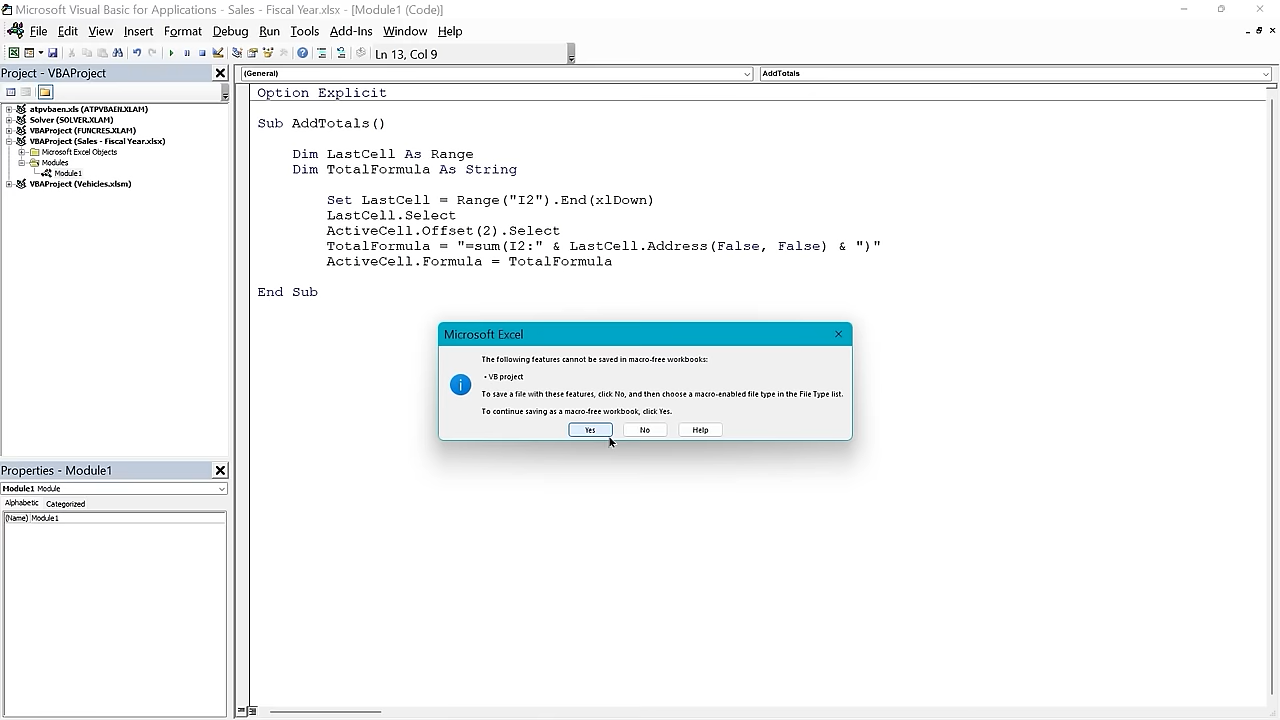 Microsoft Visual Basic for Applications - Sales - Fiscal Year.xlsx - [Module1 (Code)]
File Edit View Insert Format Debug Run Tools Add-Ins Window Help
Ln 13, Col 9
Project - VBAProject
(General)
AddTotals
atpvbaen.xls (ATPVBAEN.XLAM)
Solver (SOLVER.XLAM)
VBAProject (FUNCRES.XLAM)
VBAProject (Sales - Fiscal Year.xlsx)
Microsoft Excel Objects
Modules
Module1
VBAProject (Vehicles.xlsm)
Option Explicit
Sub AddTotals()
Dim LastCell As Range
Dim TotalFormula As String
Set LastCell = Range("I2").End(xlDown)
LastCell.Select
ActiveCell.Offset(2).Select
TotalFormula = "=sum(I2:" & LastCell.Address(False, False) & ")"
ActiveCell.Formula = TotalFormula
End Sub
Microsoft Excel
The following features cannot be saved in macro-free workbooks:
• VB project
To save a file with these features, click No, and then choose a macro-enabled file type in the File Type list.
To continue saving as a macro-free workbook, click Yes.
Yes No Help
Properties - Module1
Module1 Module
Alphabetic Categorized
(Name) Module1